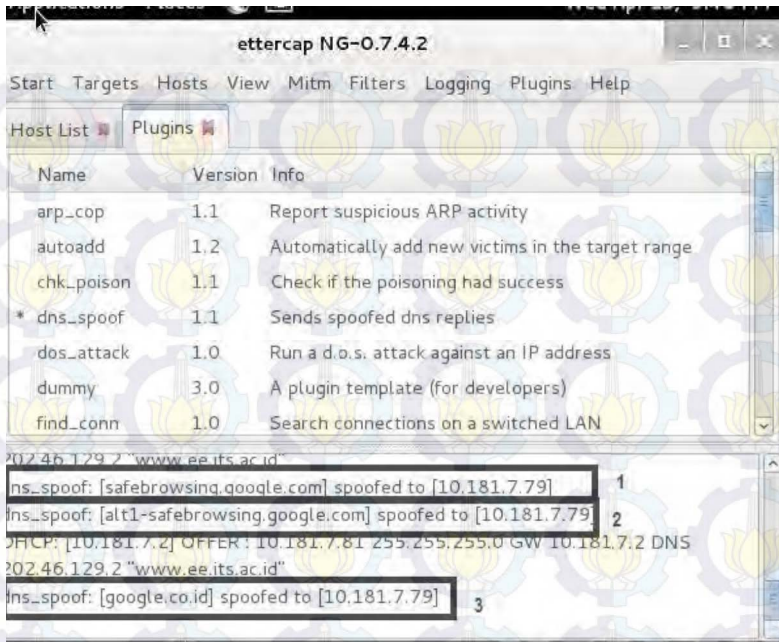 Applications Places
ettercap NG-0.7.4.2
Start Targets Hosts View Mitm Filters Logging Plugins Help
Host List Plugins
Name Version Info
arp_cop 1.1 Report suspicious ARP activity
autoadd 1.2 Automatically add new victims in the target range
chk_poison 1.1 Check if the poisoning had success
* dns_spoof 1.1 Sends spoofed dns replies
dos_attack 1.0 Run a d.o.s. attack against an IP address
dummy 3.0 A plugin template (for developers)
find_conn 1.0 Search connections on a switched LAN
202.46.129.2 "www.ee.its.ac.id"
dns_spoof: [safebrowsing.google.com] spoofed to [10.181.7.79] 1
dns_spoof: [alt1-safebrowsing.google.com] spoofed to [10.181.7.79] 2
DHCP: [10.181.7.2] OFFER : 10.181.7.81 255.255.255.0 GW 10.181.7.2 DNS
202.46.129.2 "www.ee.its.ac.id"
dns_spoof: [google.co.id] spoofed to [10.181.7.79] 3